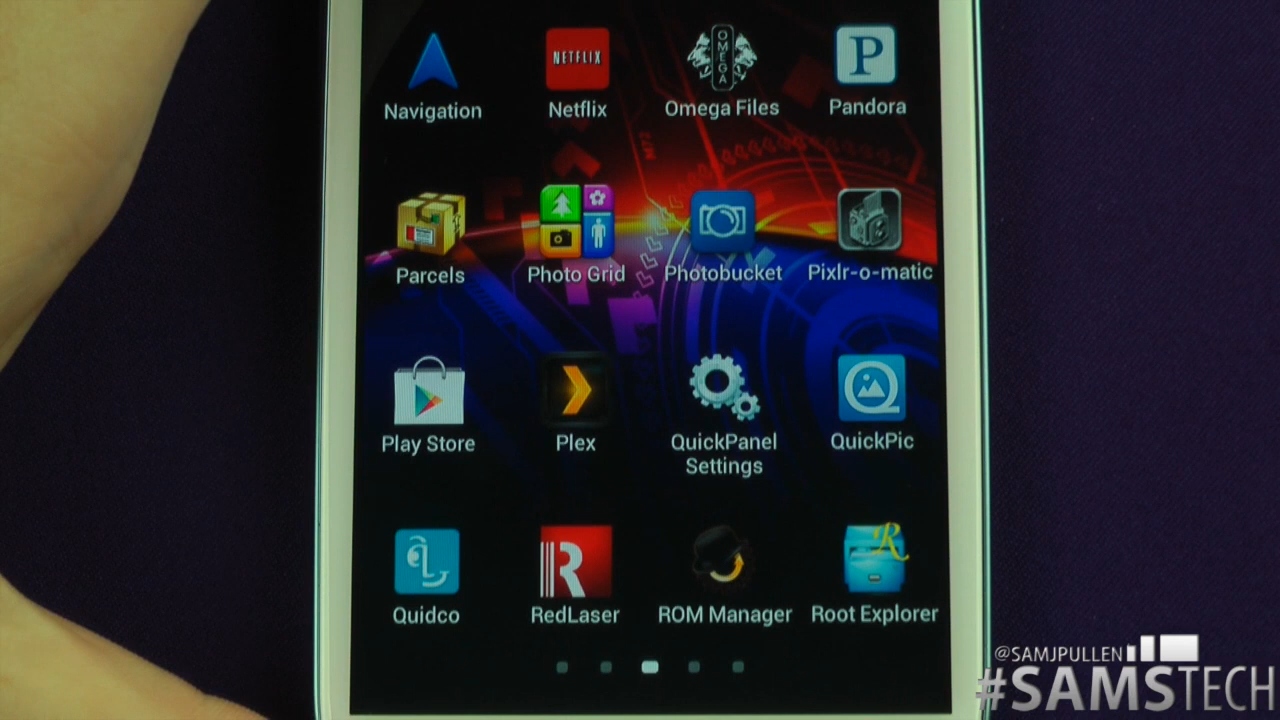 NETFLIX
OMEGA
P
Navigation
Netflix
Omega Files
Pandora
M72
Parcels
Photo Grid
Photobucket
Pixlr-o-matic
Play Store
Plex
QuickPanel
Settings
QuickPic
R
R
Quidco
RedLaser
ROM Manager
Root Explorer
@SAMJPULLEN
#SAMSTECH